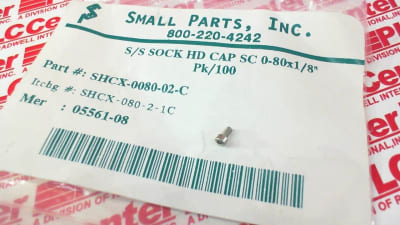 SMALL PARTS, INC.
800-220-4242
S/S SOCK HD CAP SC 0-80x1/8"
Pk/100
Part #: SHCX-0080-02-C
Itchg #: SHCX-080-2-1C
Mer : 05561-08